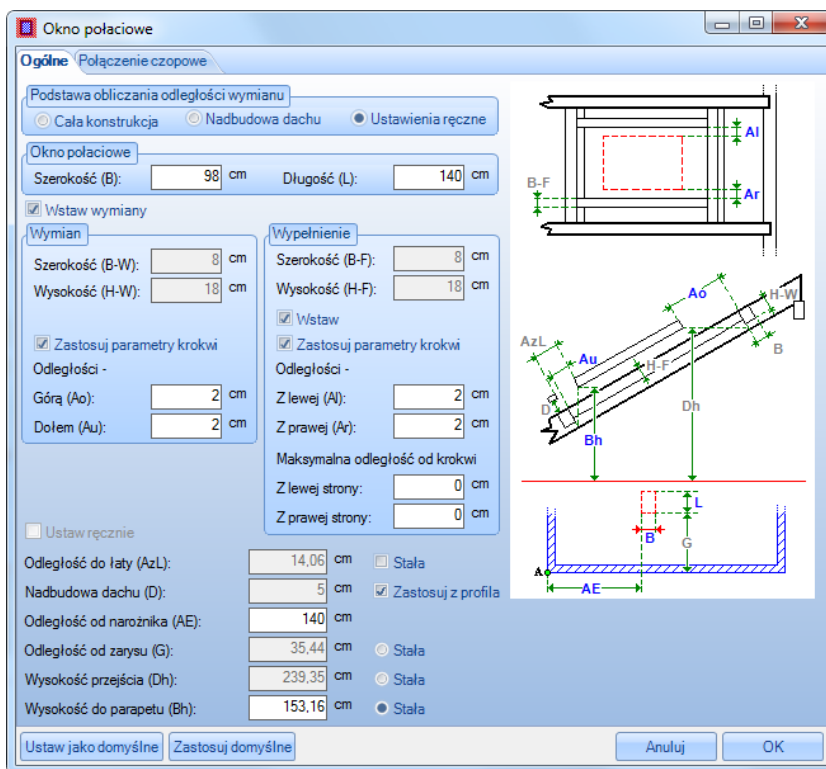 Okno połaciowe
Ogólne Połączenie czopowe
Podstawa obliczania odległości wymianu
Cała konstrukcja Nadbudowa dachu Ustawienia ręczne
Okno połaciowe
Szerokość (B): 98 cm Długość (L): 140 cm
Wstaw wymiany
Wymian
Szerokość (B-W): 8 cm
Wysokość (H-W): 18 cm
Zastosuj parametry krokwi
Odległości -
Górą (Ao): 2 cm
Dołem (Au): 2 cm
Wypełnienie
Szerokość (B-F): 8 cm
Wysokość (H-F): 18 cm
Wstaw
Zastosuj parametry krokwi
Odległości -
Z lewej (Al): 2 cm
Z prawej (Ar): 2 cm
Maksymalna odległość od krokwi
Z lewej strony: 0 cm
Z prawej strony: 0 cm
Ustaw ręcznie
Odległość do łaty (AzL): 14,06 cm Stała
Nadbudowa dachu (D): 5 cm Zastosuj z profila
Odległość od narożnika (AE): 140 cm
Odległość od zarysu (G): 35,44 cm Stała
Wysokość przejścia (Dh): 239,35 cm Stała
Wysokość do parapetu (Bh): 153,16 cm Stała
Ustaw jako domyślne Zastosuj domyślne Anuluj OK
Al
B-F
Ar
Ao
H-W
AzL
Au
B
H-F
D
Dh
Bh
L
B
G
A
AE